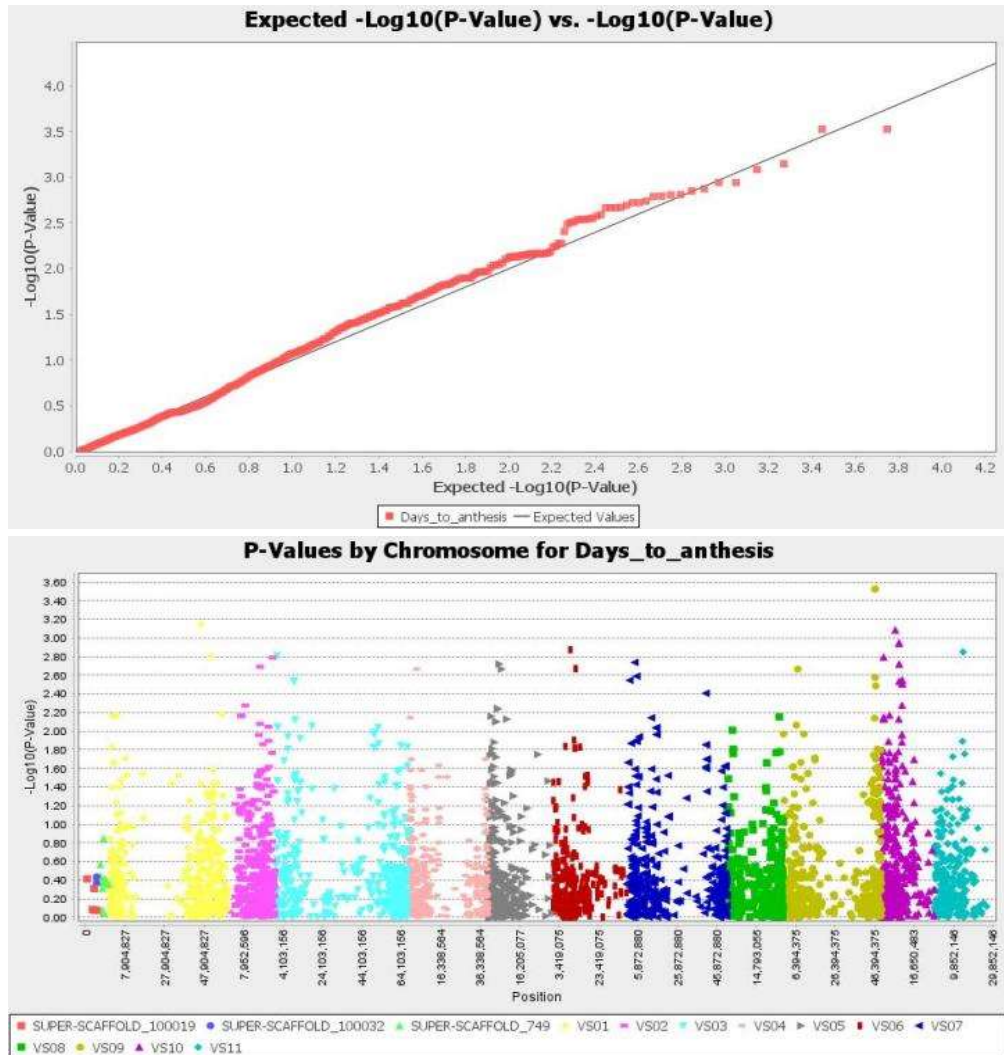 Expected -Log10(P-Value) vs. -Log10(P-Value)
4.0
3.5
3.0
2.5
2.0
1.5
1.0
0.5
0.0
-Log10(P-Value)
0.0 0.2 0.4 0.6 0.8 1.0 1.2 1.4 1.6 1.8 2.0 2.2 2.4 2.6 2.8 3.0 3.2 3.4 3.6 3.8 4.0 4.2
Expected -Log10(P-Value)
Days_to_anthesis Expected Values
P-Values by Chromosome for Days_to_anthesis
3.60
3.40
3.20
3.00
2.80
2.60
2.40
2.20
2.00
1.80
1.60
1.40
1.20
1.00
0.80
0.60
0.40
0.20
0.00
-Log10(P-Value)
0 7,904,827 27,904,827 47,904,827 7,952,596 4,103,156 24,103,156 44,103,156 64,103,156 16,338,564 36,338,564 16,205,077 3,419,075 23,419,075 5,872,880 25,872,880 45,872,880 14,793,055 6,394,375 26,394,375 46,394,375 16,650,483 9,852,146 29,852,146
Position
SUPER-SCAFFOLD_100019 SUPER-SCAFFOLD_100032 SUPER-SCAFFOLD_749 VS01 VS02 VS03 VS04 VS05 VS06 VS07
VS08 VS09 VS10 VS11